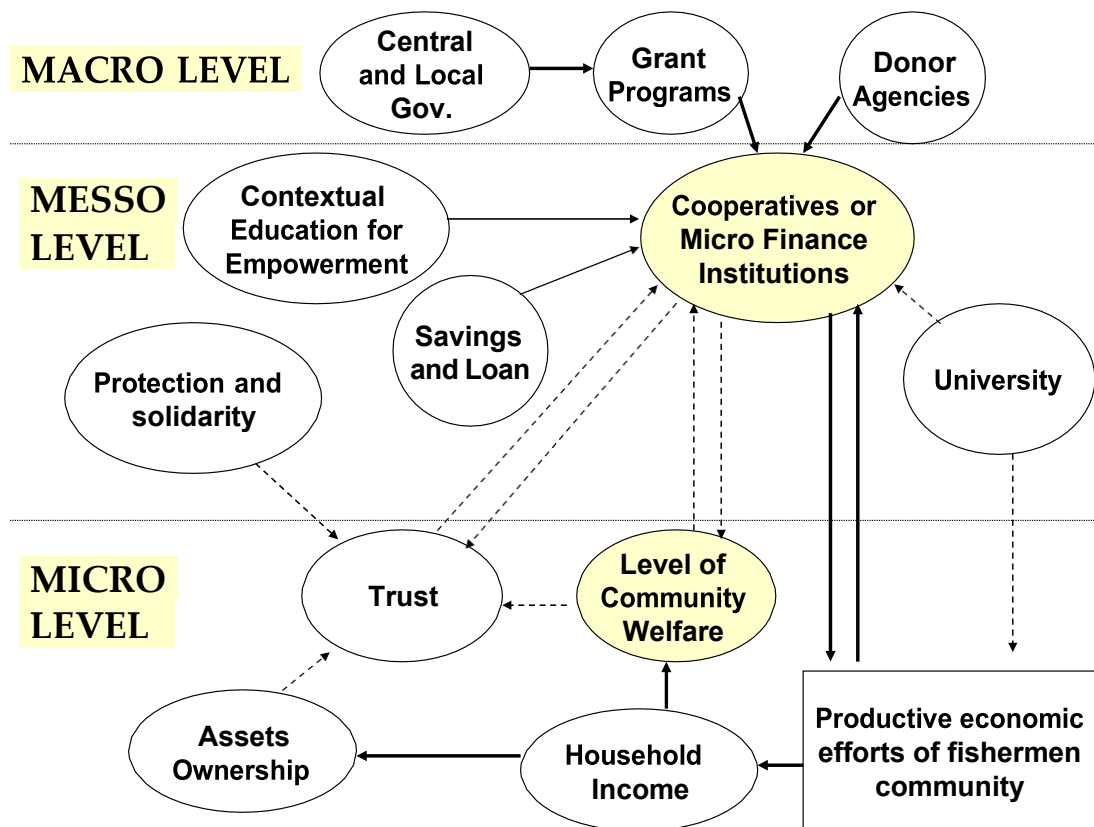 MACRO LEVEL
Central
and Local
Gov.
Grant
Programs
Donor
Agencies
MESSO
LEVEL
Contextual
Education for
Empowerment
Cooperatives or
Micro Finance
Institutions
Savings
and Loan
Protection and
solidarity
University
MICRO
LEVEL
Trust
Level of
Community
Welfare
Assets
Ownership
Household
Income
Productive economic
efforts of fishermen
community